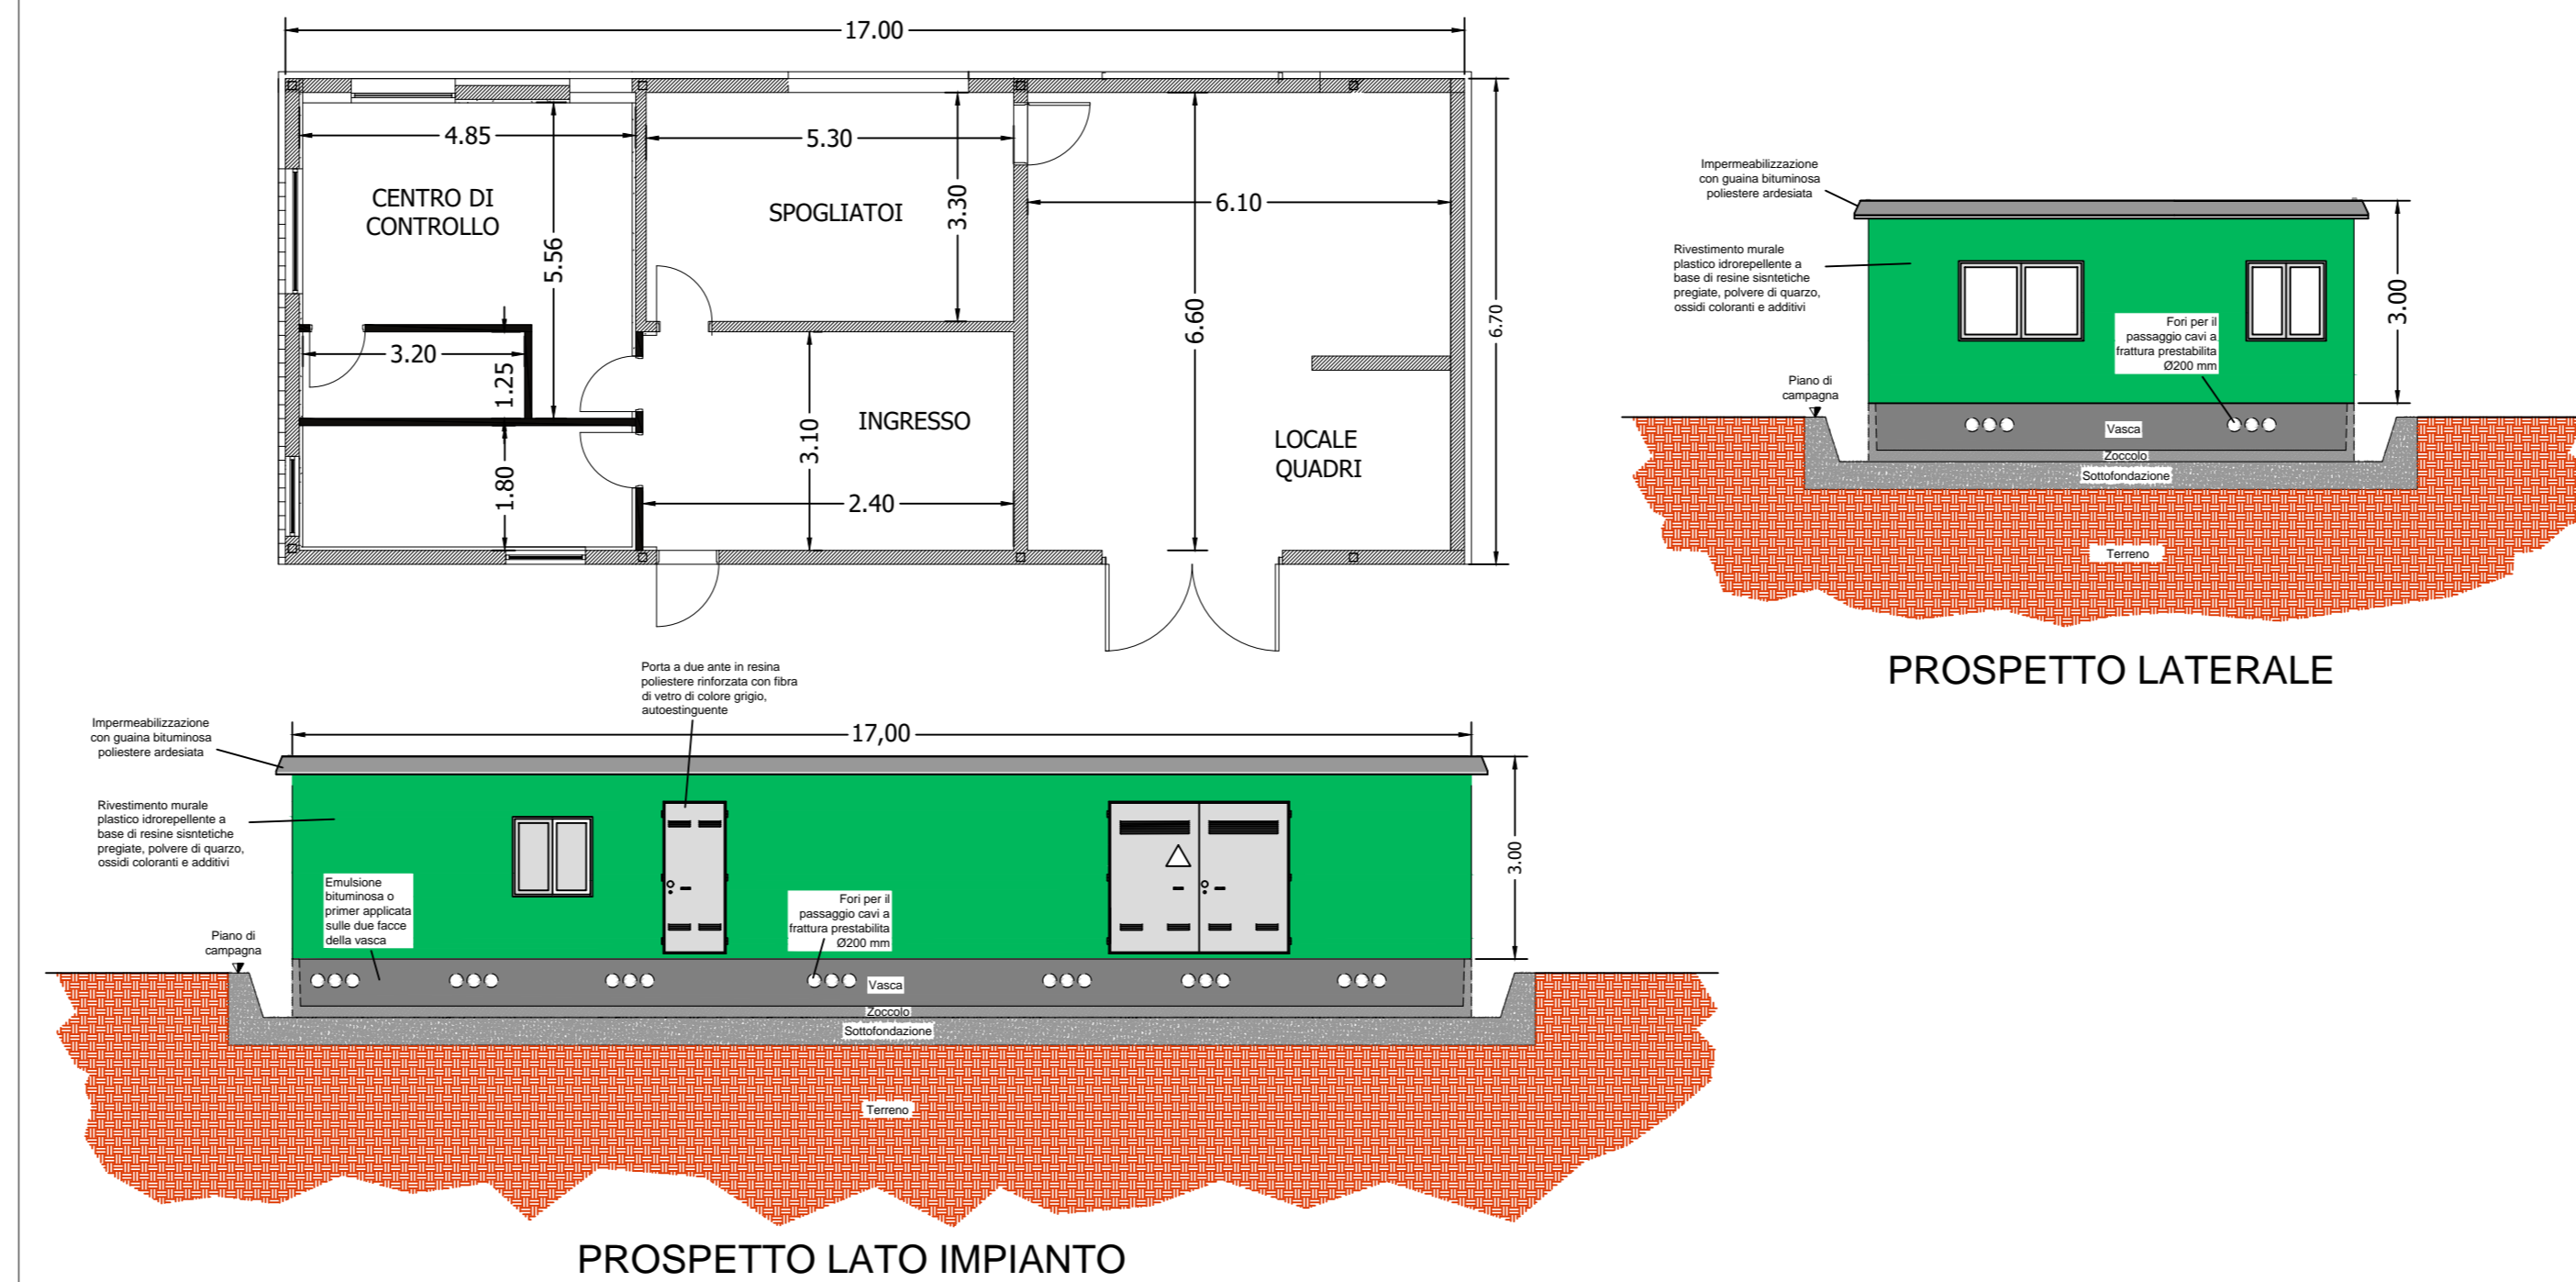 17.00
4.85
5.30
CENTRO DI
CONTROLLO
SPOGLIATOI
3.30
6.10
5.56
6.60
6.70
3.20
1.25
3.10
INGRESSO
LOCALE
QUADRI
1.80
2.40
Impermeabilizzazione
con guaina bituminosa
poliestere ardesiata
Rivestimento murale
plastico idrorepellente a
base di resine sisntetiche
pregiate, polvere di quarzo,
ossidi coloranti e additivi
Fori per il
passaggio cavi a
frattura prestabilita
Ø200 mm
3.00
Piano di
campagna
Vasca
Zoccolo
Sottofondazione
Terreno
PROSPETTO LATERALE
Porta a due ante in resina
poliestere rinforzata con fibra
di vetro di colore grigio,
autoestinguente
Impermeabilizzazione
con guaina bituminosa
poliestere ardesiata
17,00
Rivestimento murale
plastico idrorepellente a
base di resine sisntetiche
pregiate, polvere di quarzo,
ossidi coloranti e additivi
3.00
Emulsione
bituminosa o
primer applicata
sulle due facce
della vasca
Fori per il
passaggio cavi a
frattura prestabilita
Ø200 mm
Piano di
campagna
Vasca
Zoccolo
Sottofondazione
Terreno
PROSPETTO LATO IMPIANTO